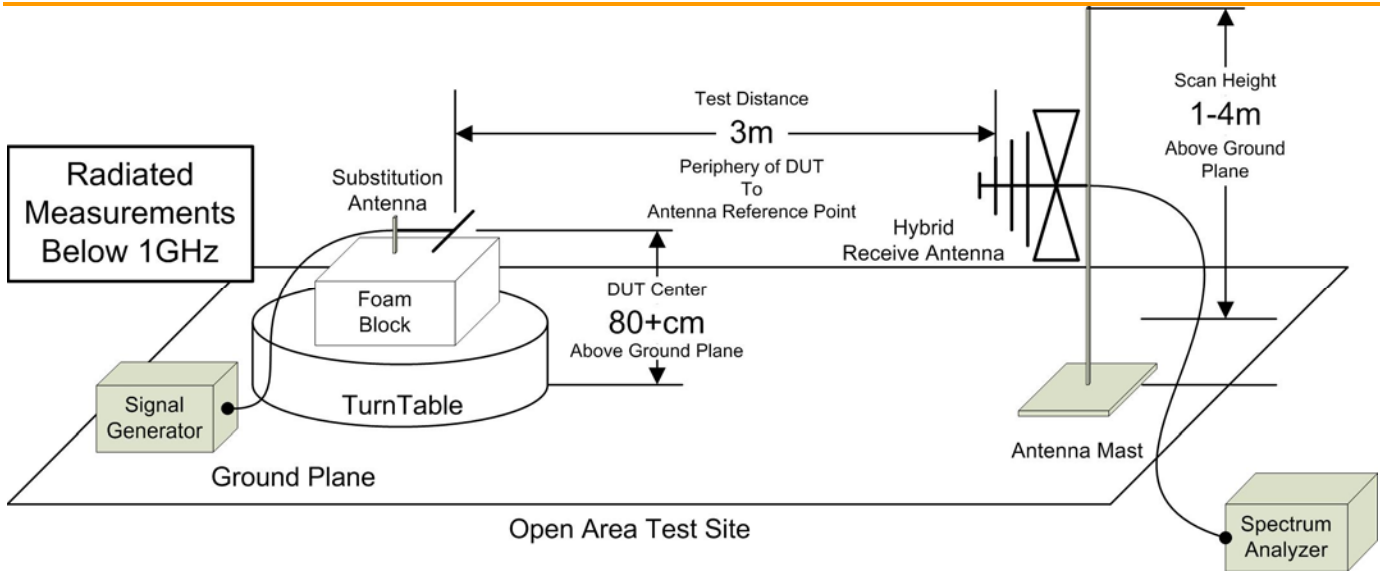 Radiated
Measurements
Below 1GHz
Substitution
Antenna
Test Distance
3m
Periphery of DUT
To
Antenna Reference Point
Scan Height
1-4m
Above Ground
Plane
Hybrid
Receive Antenna
Foam
Block
DUT Center
80+cm
Above Ground Plane
Signal
Generator
TurnTable
Antenna Mast
Ground Plane
Open Area Test Site
Spectrum
Analyzer